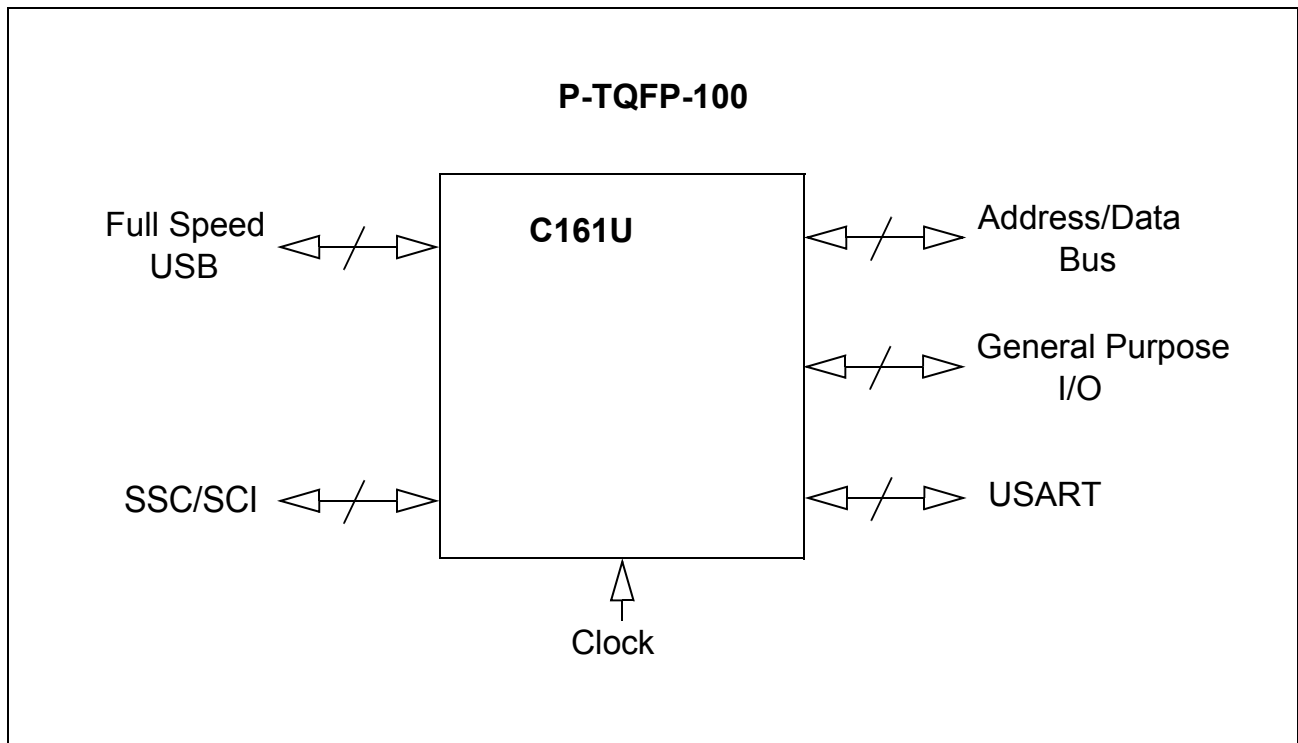 P-TQFP-100
C161U
Full Speed
USB
SSC/SCI
Address/Data
Bus
General Purpose
I/O
USART
Clock